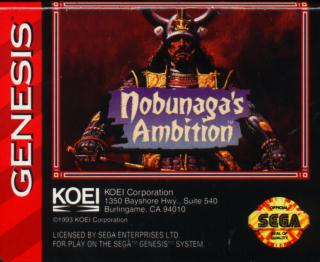 GENESIS
Nobunaga's
Ambition™
KOEI
KOEI Corporation
1350 Bayshore Hwy., Suite 540
Burlingame, CA 94010
©1993 KOEI Corporation
LICENSED BY SEGA ENTERPRISES LTD.
FOR PLAY ON THE SEGA™ GENESIS™ SYSTEM.
OFFICIAL
SEGA
SEAL OF
QUALITY